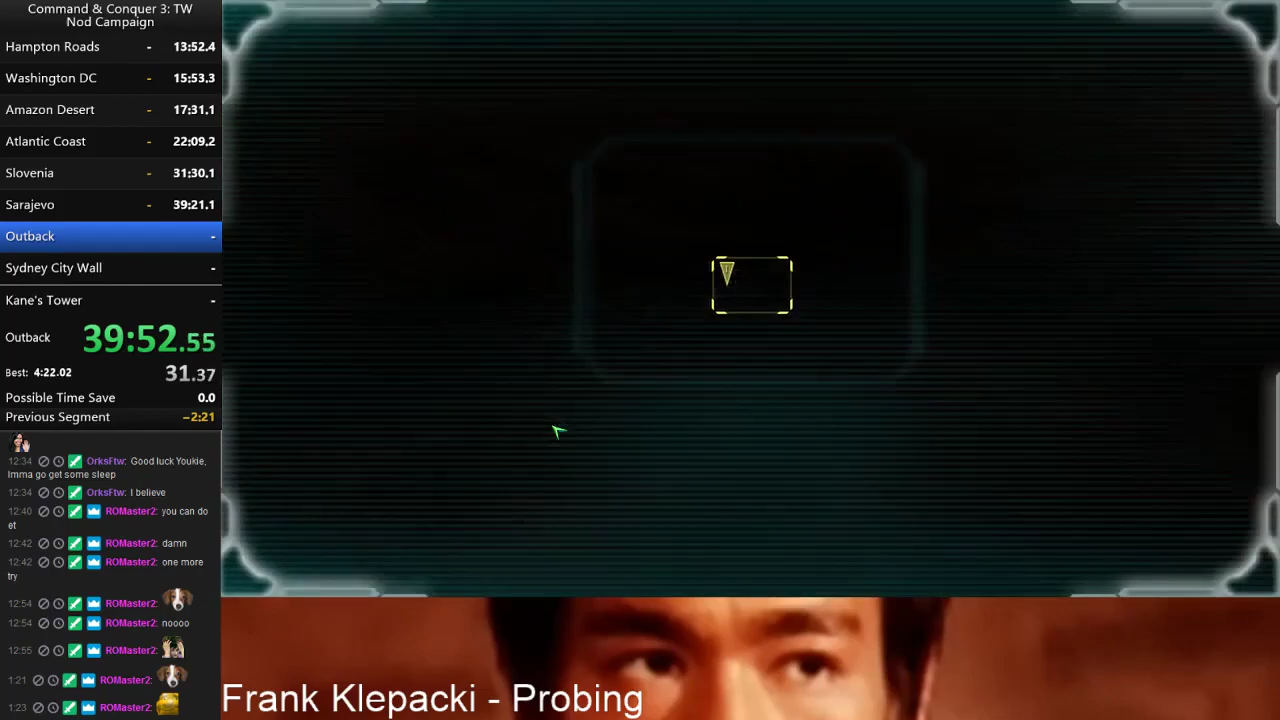 Command & Conquer 3: TW
Nod Campaign
Hampton Roads - 13:52.4
Washington DC - 15:53.3
Amazon Desert - 17:31.1
Atlantic Coast - 22:09.2
Slovenia - 31:30.1
Sarajevo - 39:21.1
Outback -
Sydney City Wall -
Kane's Tower -
Outback 39:52.55
Best: 4:22.02 31.37
Possible Time Save 0.0
Previous Segment -2:21
12:34 OrksFtw: Good luck Youkie,
Imma go get some sleep
12:34 OrksFtw: I believe
12:40 ROMaster2: you can do
et
12:42 ROMaster2: damn
12:42 ROMaster2: one more
try
12:54 ROMaster2:
12:54 ROMaster2: noooo
12:55 ROMaster2:
1:21 ROMaster2:
1:23 ROMaster2:
Frank Klepacki - Probing